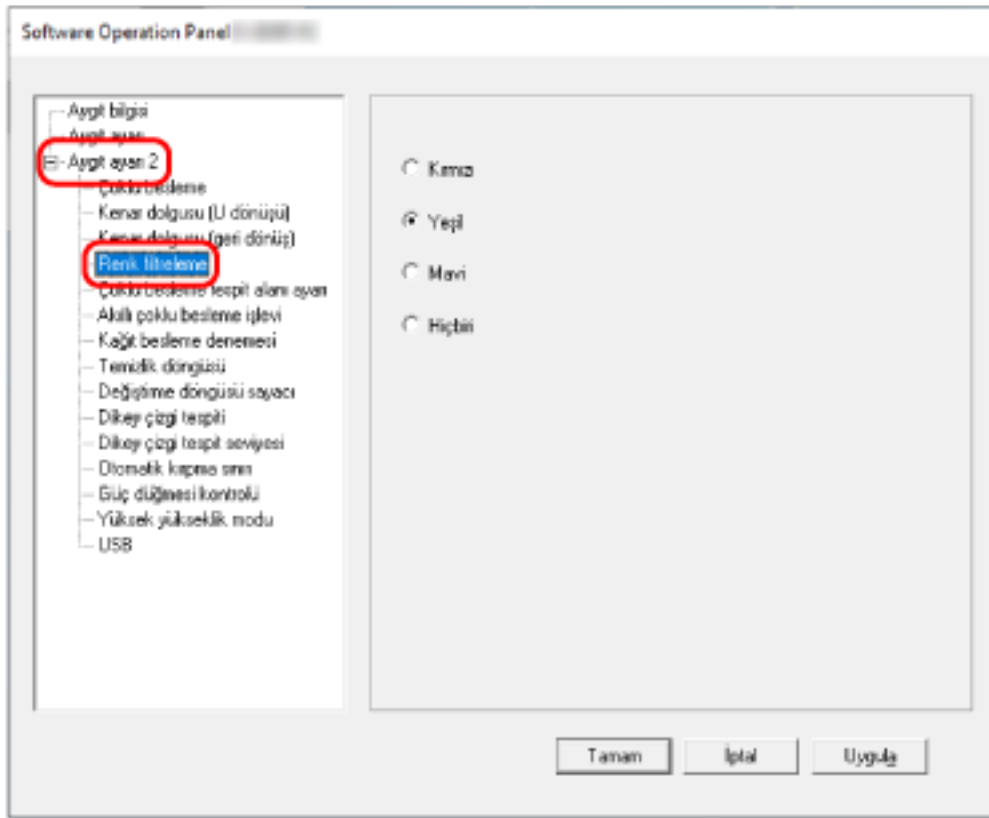 Software Operation Panel
Aygıt bilgisi
Aygıt ayarı
Aygıt ayarı 2
Çoklu besleme
Kenar dolgusu (U dönüşü)
Kenar dolgusu (geri dönüş)
Renk filtreleme
Çoklu besleme tespit alanı ayarı
Akıllı çoklu besleme işlevi
Kağıt besleme denemesi
Temizlik döngüsü
Değiştirme döngüsü sayacı
Dikey çizgi tespiti
Dikey çizgi tespit seviyesi
Otomatik kırpma sınırı
Güç düğmesi kontrolü
Yüksek yükseklik modu
USB
Kırmızı
Yeşil
Mavi
Hiçbiri
Tamam
İptal
Uygula